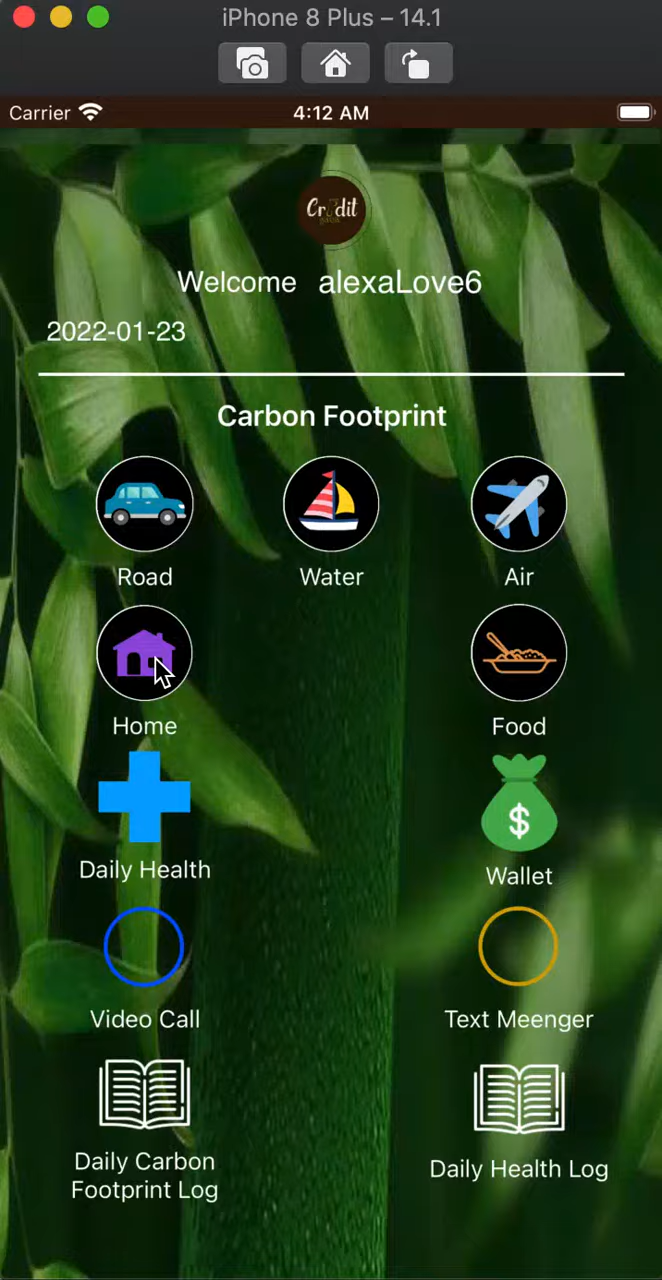 iPhone 8 Plus – 14.1
Carrier
4:12 AM
Welcome alexaLove6
2022-01-23
Carbon Footprint
Road
Water
Air
Home
Food
$
Daily Health
Wallet
Video Call
Text Meenger
Daily Carbon
Footprint Log
Daily Health Log